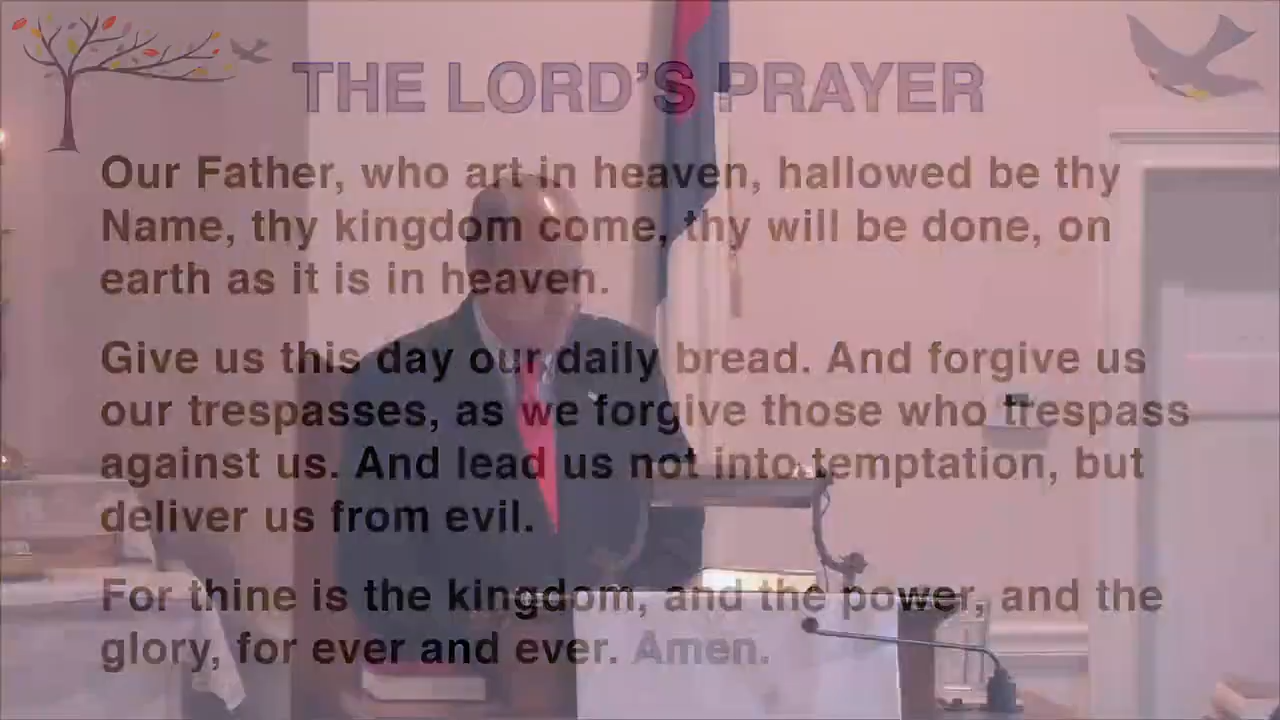 THE LORD'S PRAYER
Our Father, who art in heaven, hallowed be thy
Name, thy kingdom come, thy will be done, on
earth as it is in heaven.
Give us this day our daily bread. And forgive us
our trespasses, as we forgive those who trespass
against us. And lead us not into temptation, but
deliver us from evil.
For thine is the kingdom, and the power, and the
glory, for ever and ever. Amen.